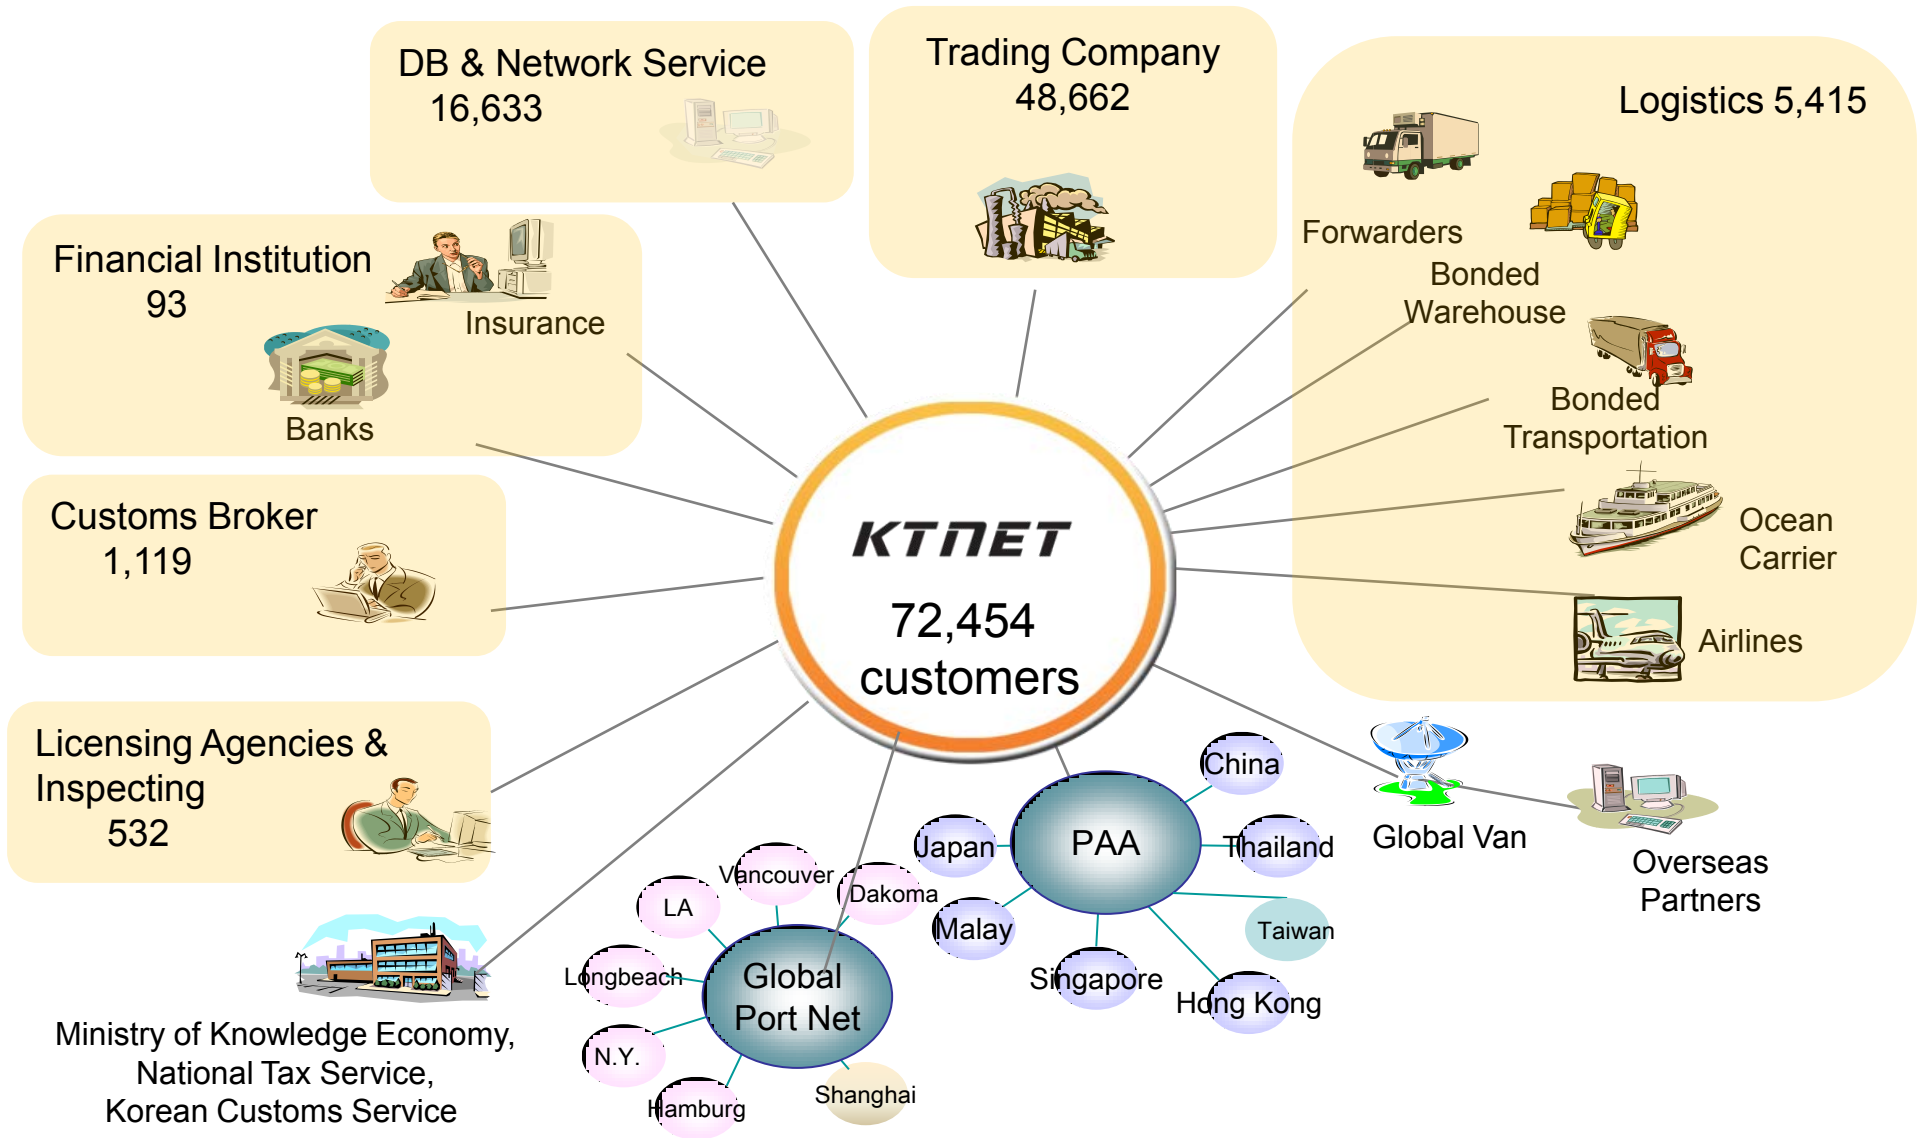 DB & Network Service
16,633
Trading Company
48,662
Logistics 5,415
Forwarders
Bonded
Warehouse
Bonded
Transportation
Ocean
Carrier
Airlines
Financial Institution
93
Insurance
Banks
Customs Broker
1,119
KTNET
72,454
customers
Licensing Agencies &
Inspecting
532
Ministry of Knowledge Economy,
National Tax Service,
Korean Customs Service
Global
Port Net
Vancouver
Dakoma
LA
Longbeach
N.Y.
Hamburg
Shanghai
PAA
China
Japan
Thailand
Malay
Taiwan
Singapore
Hong Kong
Global Van
Overseas
Partners